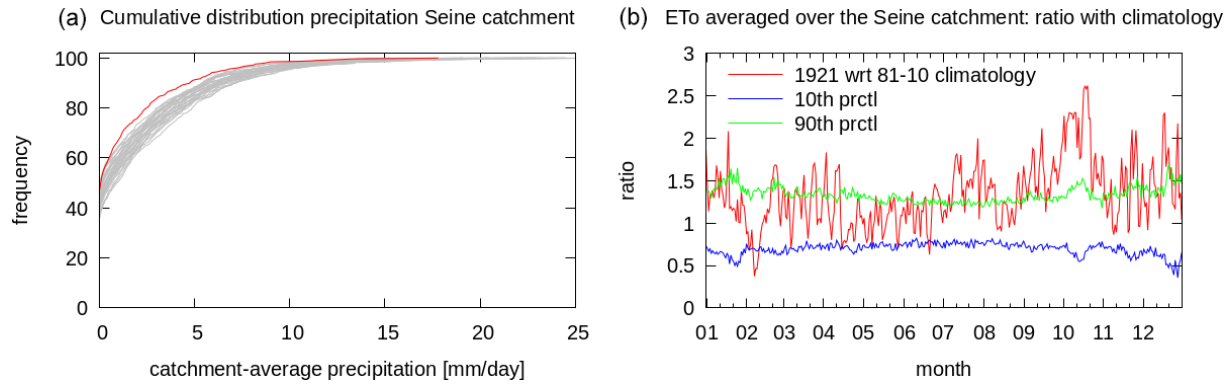 (a) Cumulative distribution precipitation Seine catchment
100
80
60
40
20
0
frequency
0 5 10 15 20 25
catchment-average precipitation [mm/day]
(b) ETo averaged over the Seine catchment: ratio with climatology
3
2.5
2
1.5
1
0.5
0
ratio
1921 wrt 81-10 climatology
10th prctl
90th prctl
01 02 03 04 05 06 07 08 09 10 11 12
month